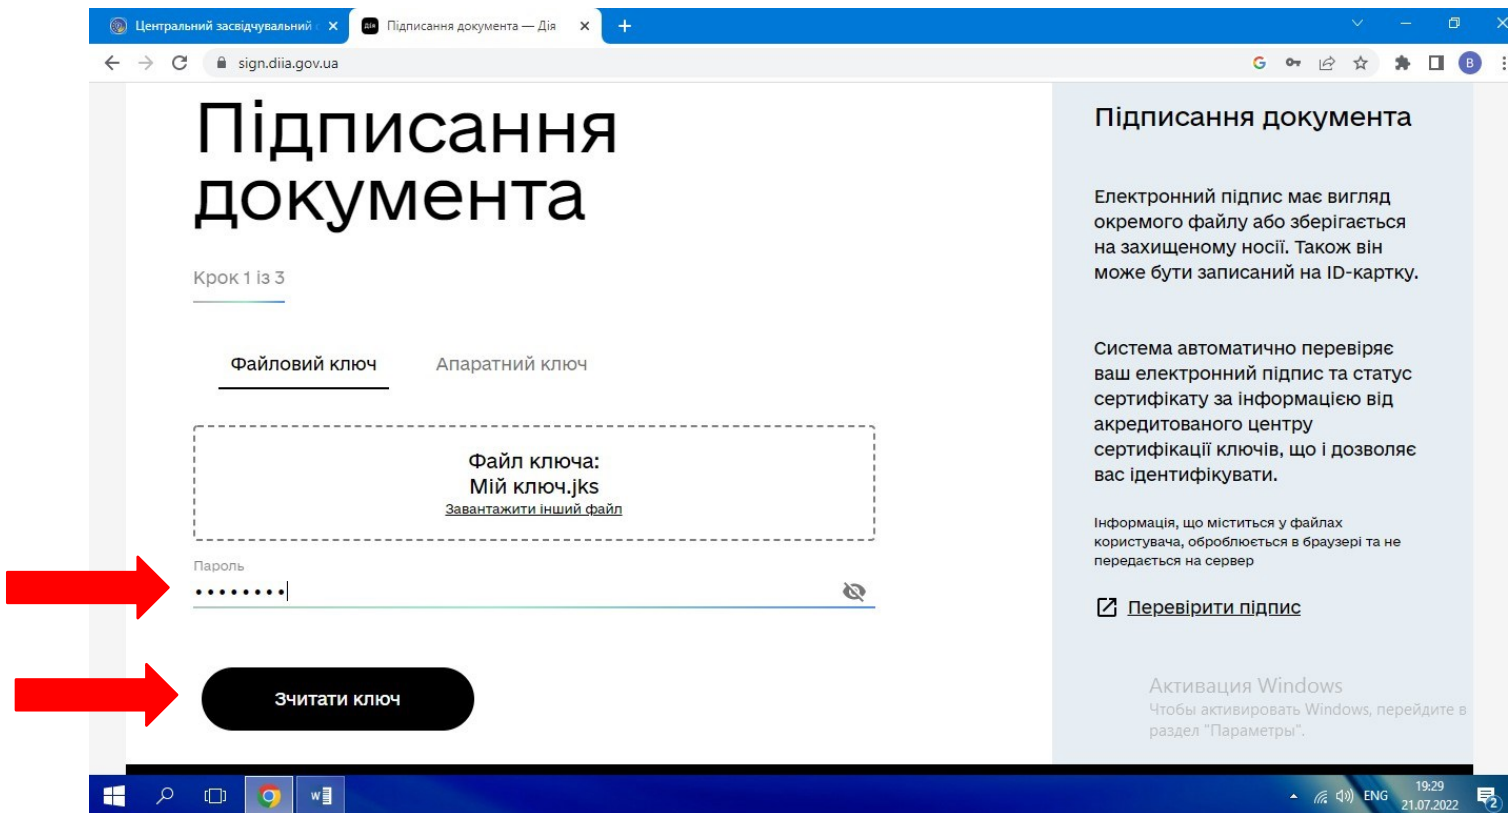 Центральний засвідчувальний
Підписання документа — Дія
sign.diia.gov.ua
B
Підписання
документа
Крок 1 із 3
Файловий ключ
Апаратний ключ
Файл ключа:
Мій ключ.jks
Завантажити інший файл
Пароль
••••••••
Зчитати ключ
Підписання документа
Електронний підпис має вигляд
окремого файлу або зберігається
на захищеному носії. Також він
може бути записаний на ID-картку.
Система автоматично перевіряє
ваш електронний підпис та статус
сертифікату за інформацією від
акредитованого центру
сертифікації ключів, що і дозволяє
вас ідентифікувати.
Інформація, що міститься у файлах
користувача, оброблюється в браузері та не
передається на сервер
Перевірити підпис
Активация Windows
Чтобы активировать Windows, перейдите в
раздел "Параметры".
ENG
19:29
21.07.2022
2